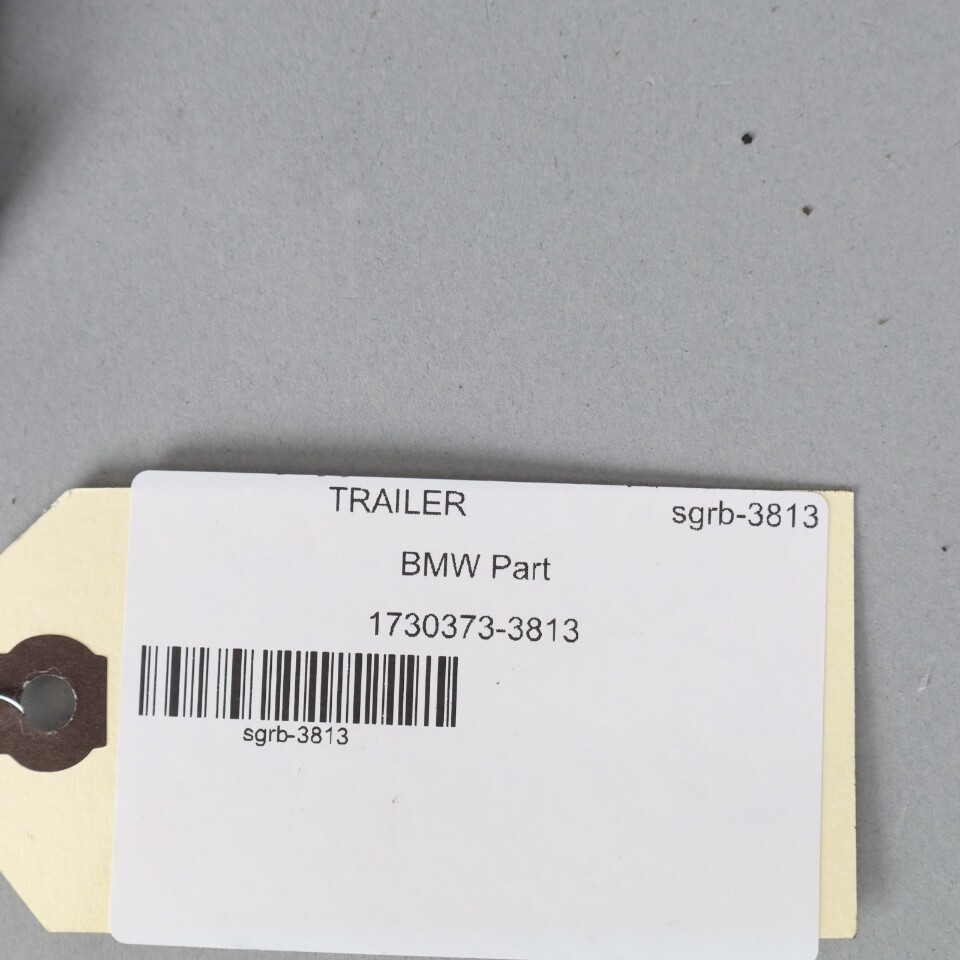 TRAILER sgrb-3813
BMW Part
1730373-3813
sgrb-3813